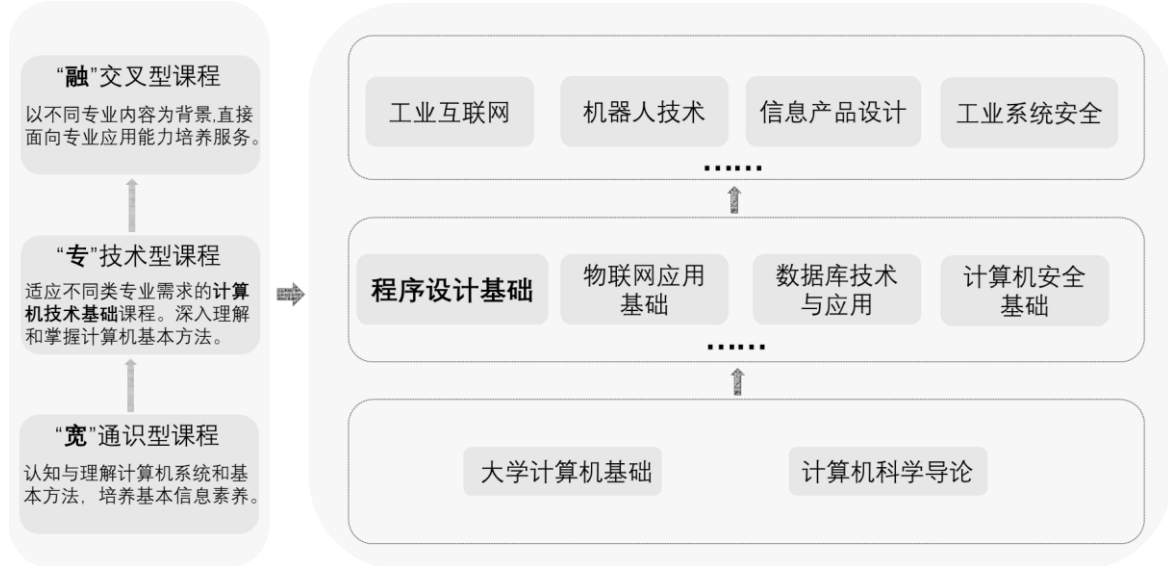 “融”交叉型课程
以不同专业内容为背景,直接
面向专业应用能力培养服务。
“专”技术型课程
适应不同类专业需求的计算
机技术基础课程。深入理解
和掌握计算机基本方法。
“宽”通识型课程
认知与理解计算机系统和基
本方法，培养基本信息素养。
工业互联网
机器人技术
信息产品设计
工业系统安全
……
程序设计基础
物联网应用
基础
数据库技术
与应用
计算机安全
基础
……
大学计算机基础
计算机科学导论